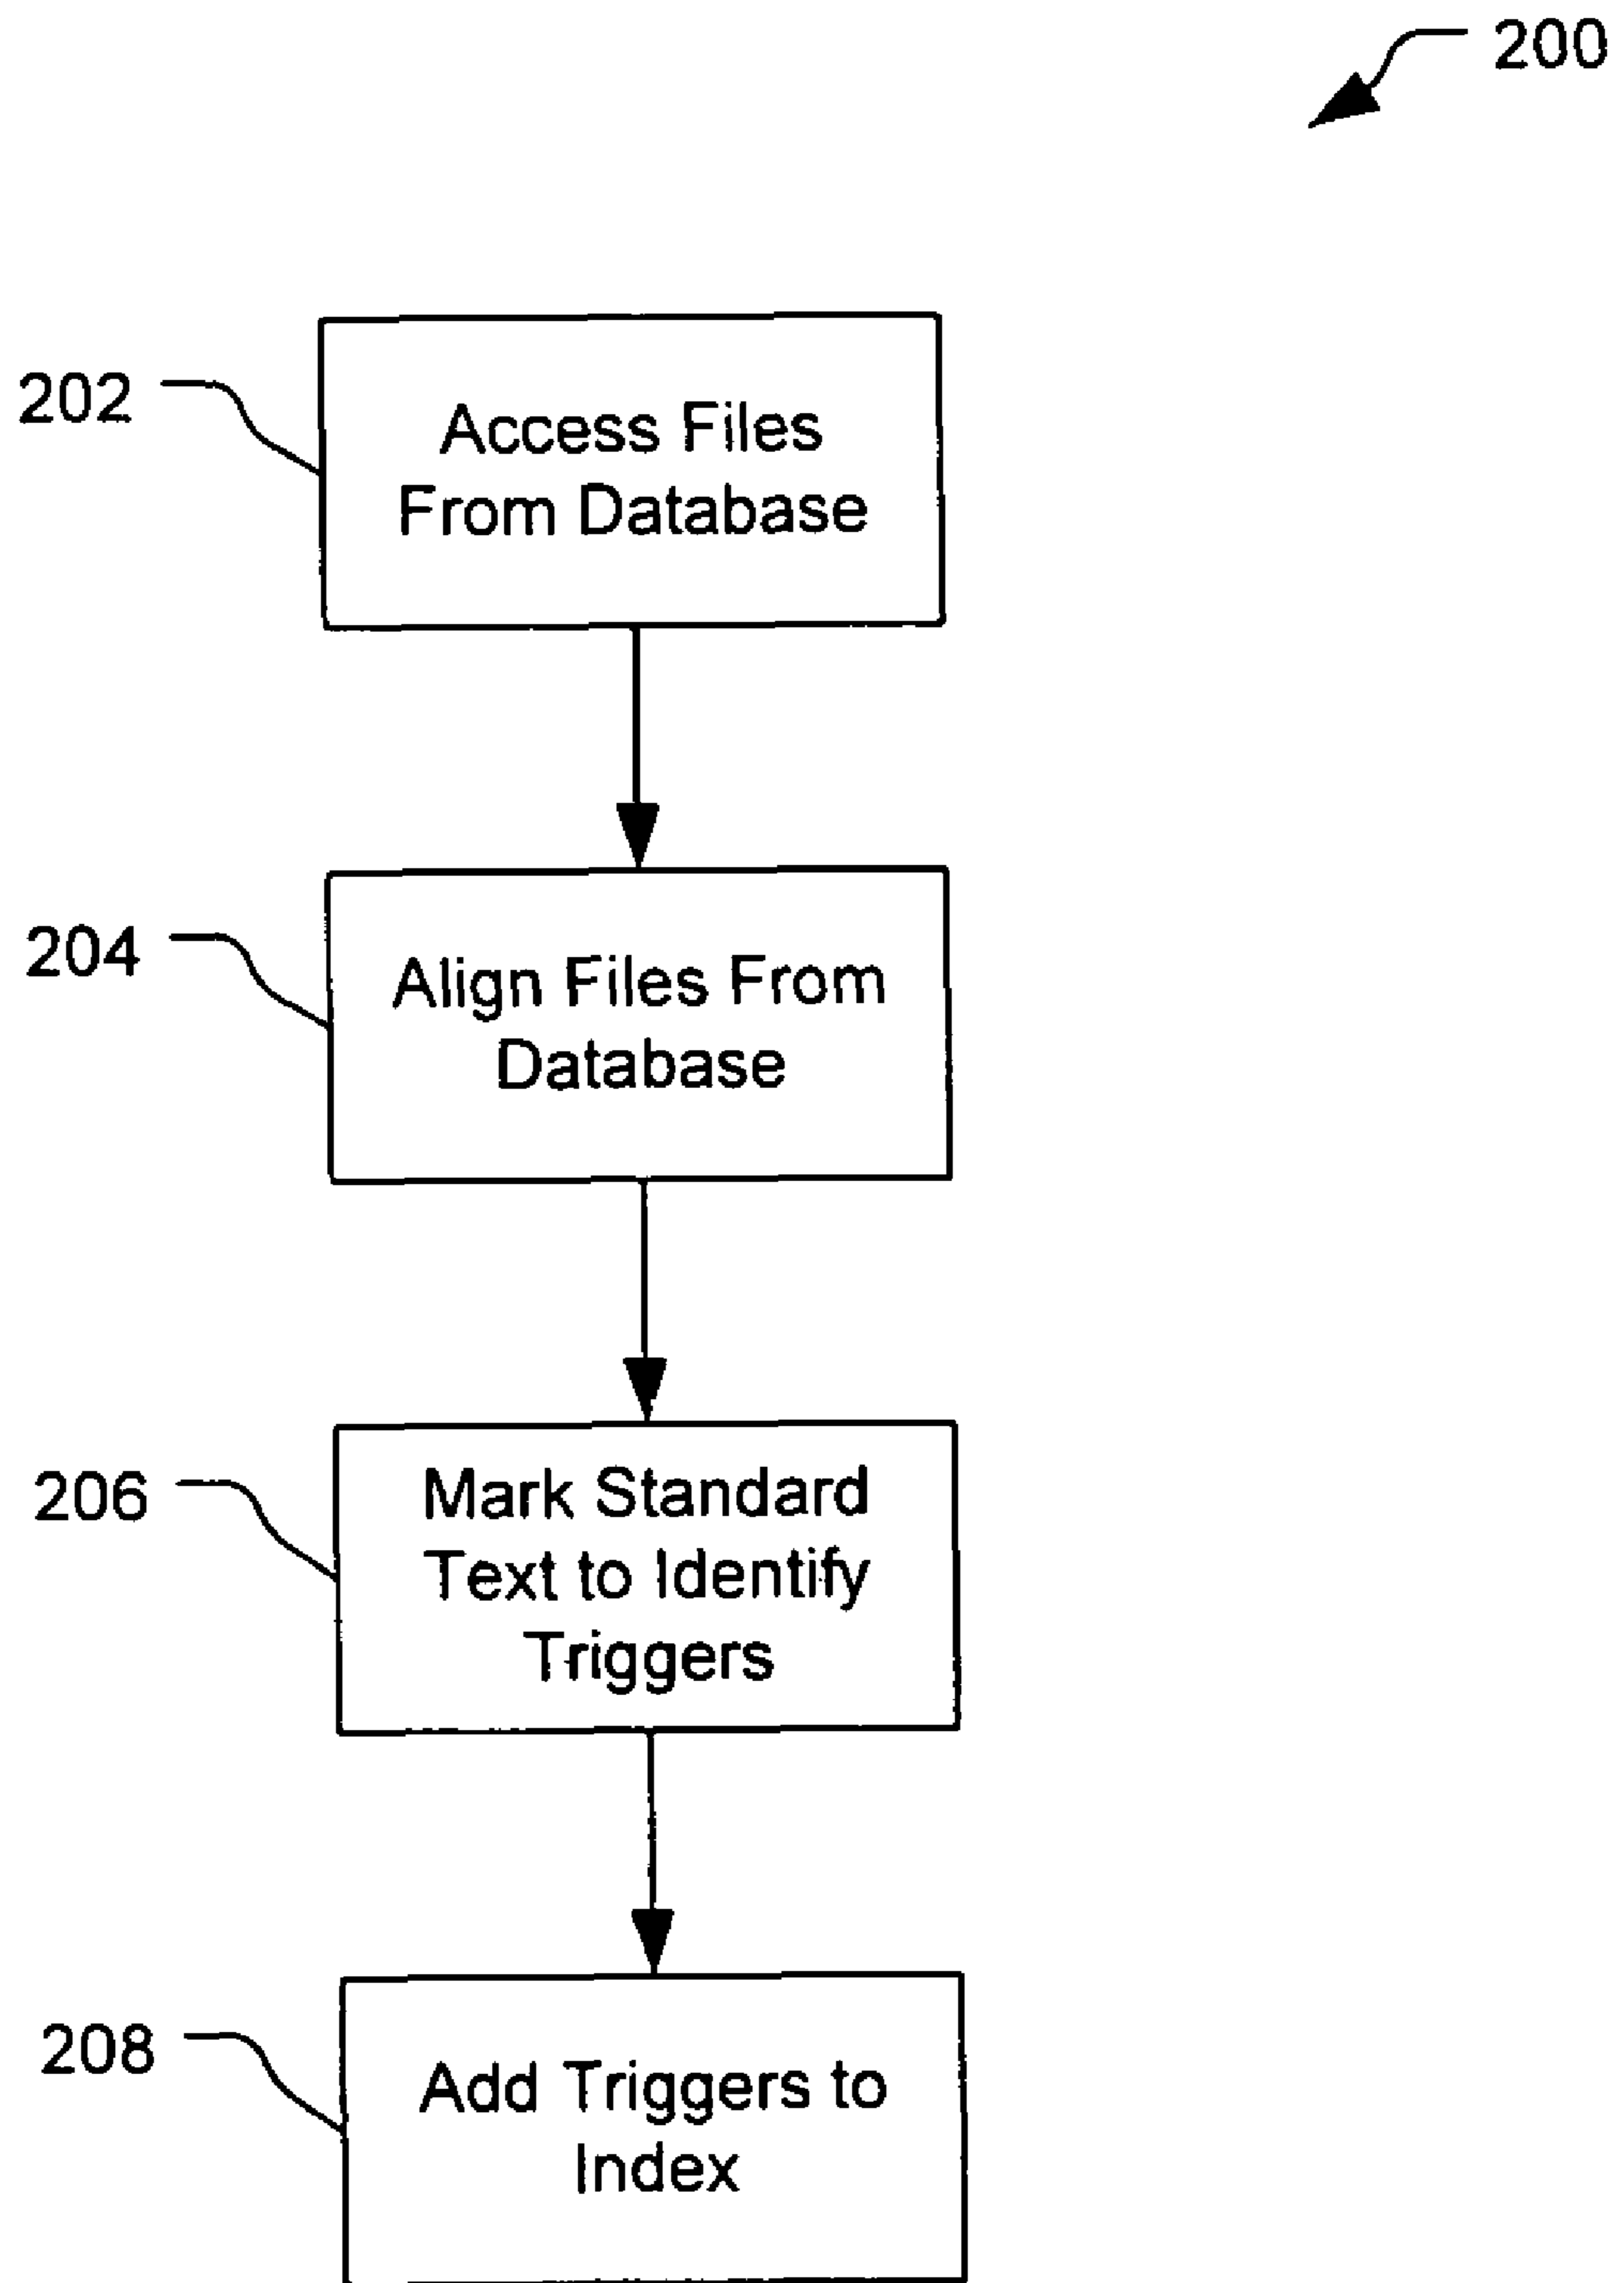 200
202
Access Files
From Database
204
Align Files From
Database
206
Mark Standard
Text to Identify
Triggers
208
Add Triggers to
Index